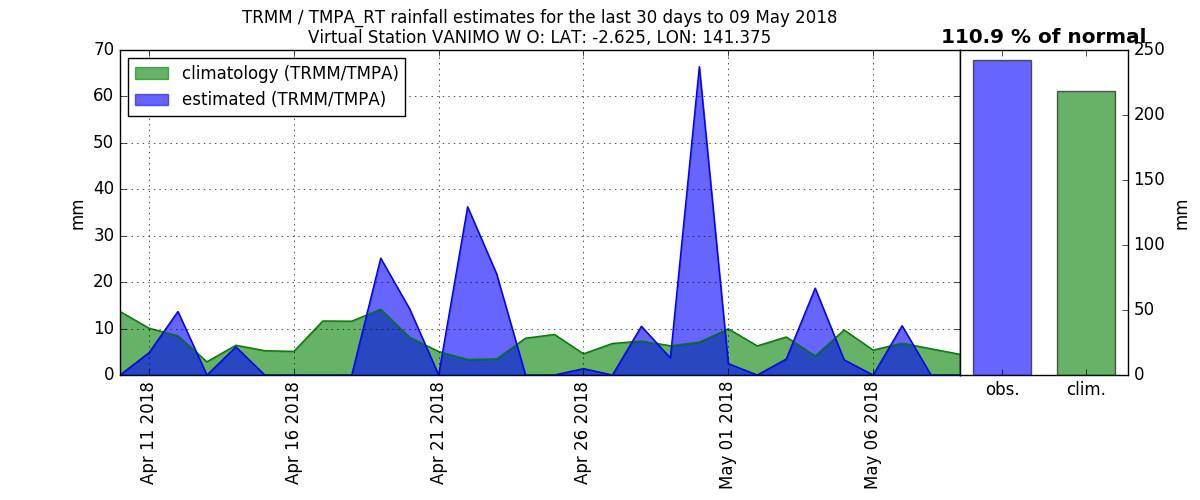 TRMM / TMPA_RT rainfall estimates for the last 30 days to 09 May 2018
Virtual Station VANIMO W O: LAT: -2.625, LON: 141.375
110.9 % of normal
climatology (TRMM/TMPA)
estimated (TRMM/TMPA)
70
60
50
40
30
20
10
0
mm
Apr 11 2018
Apr 16 2018
Apr 21 2018
Apr 26 2018
May 01 2018
May 06 2018
obs.
clim.
250
200
150
100
50
0
mm